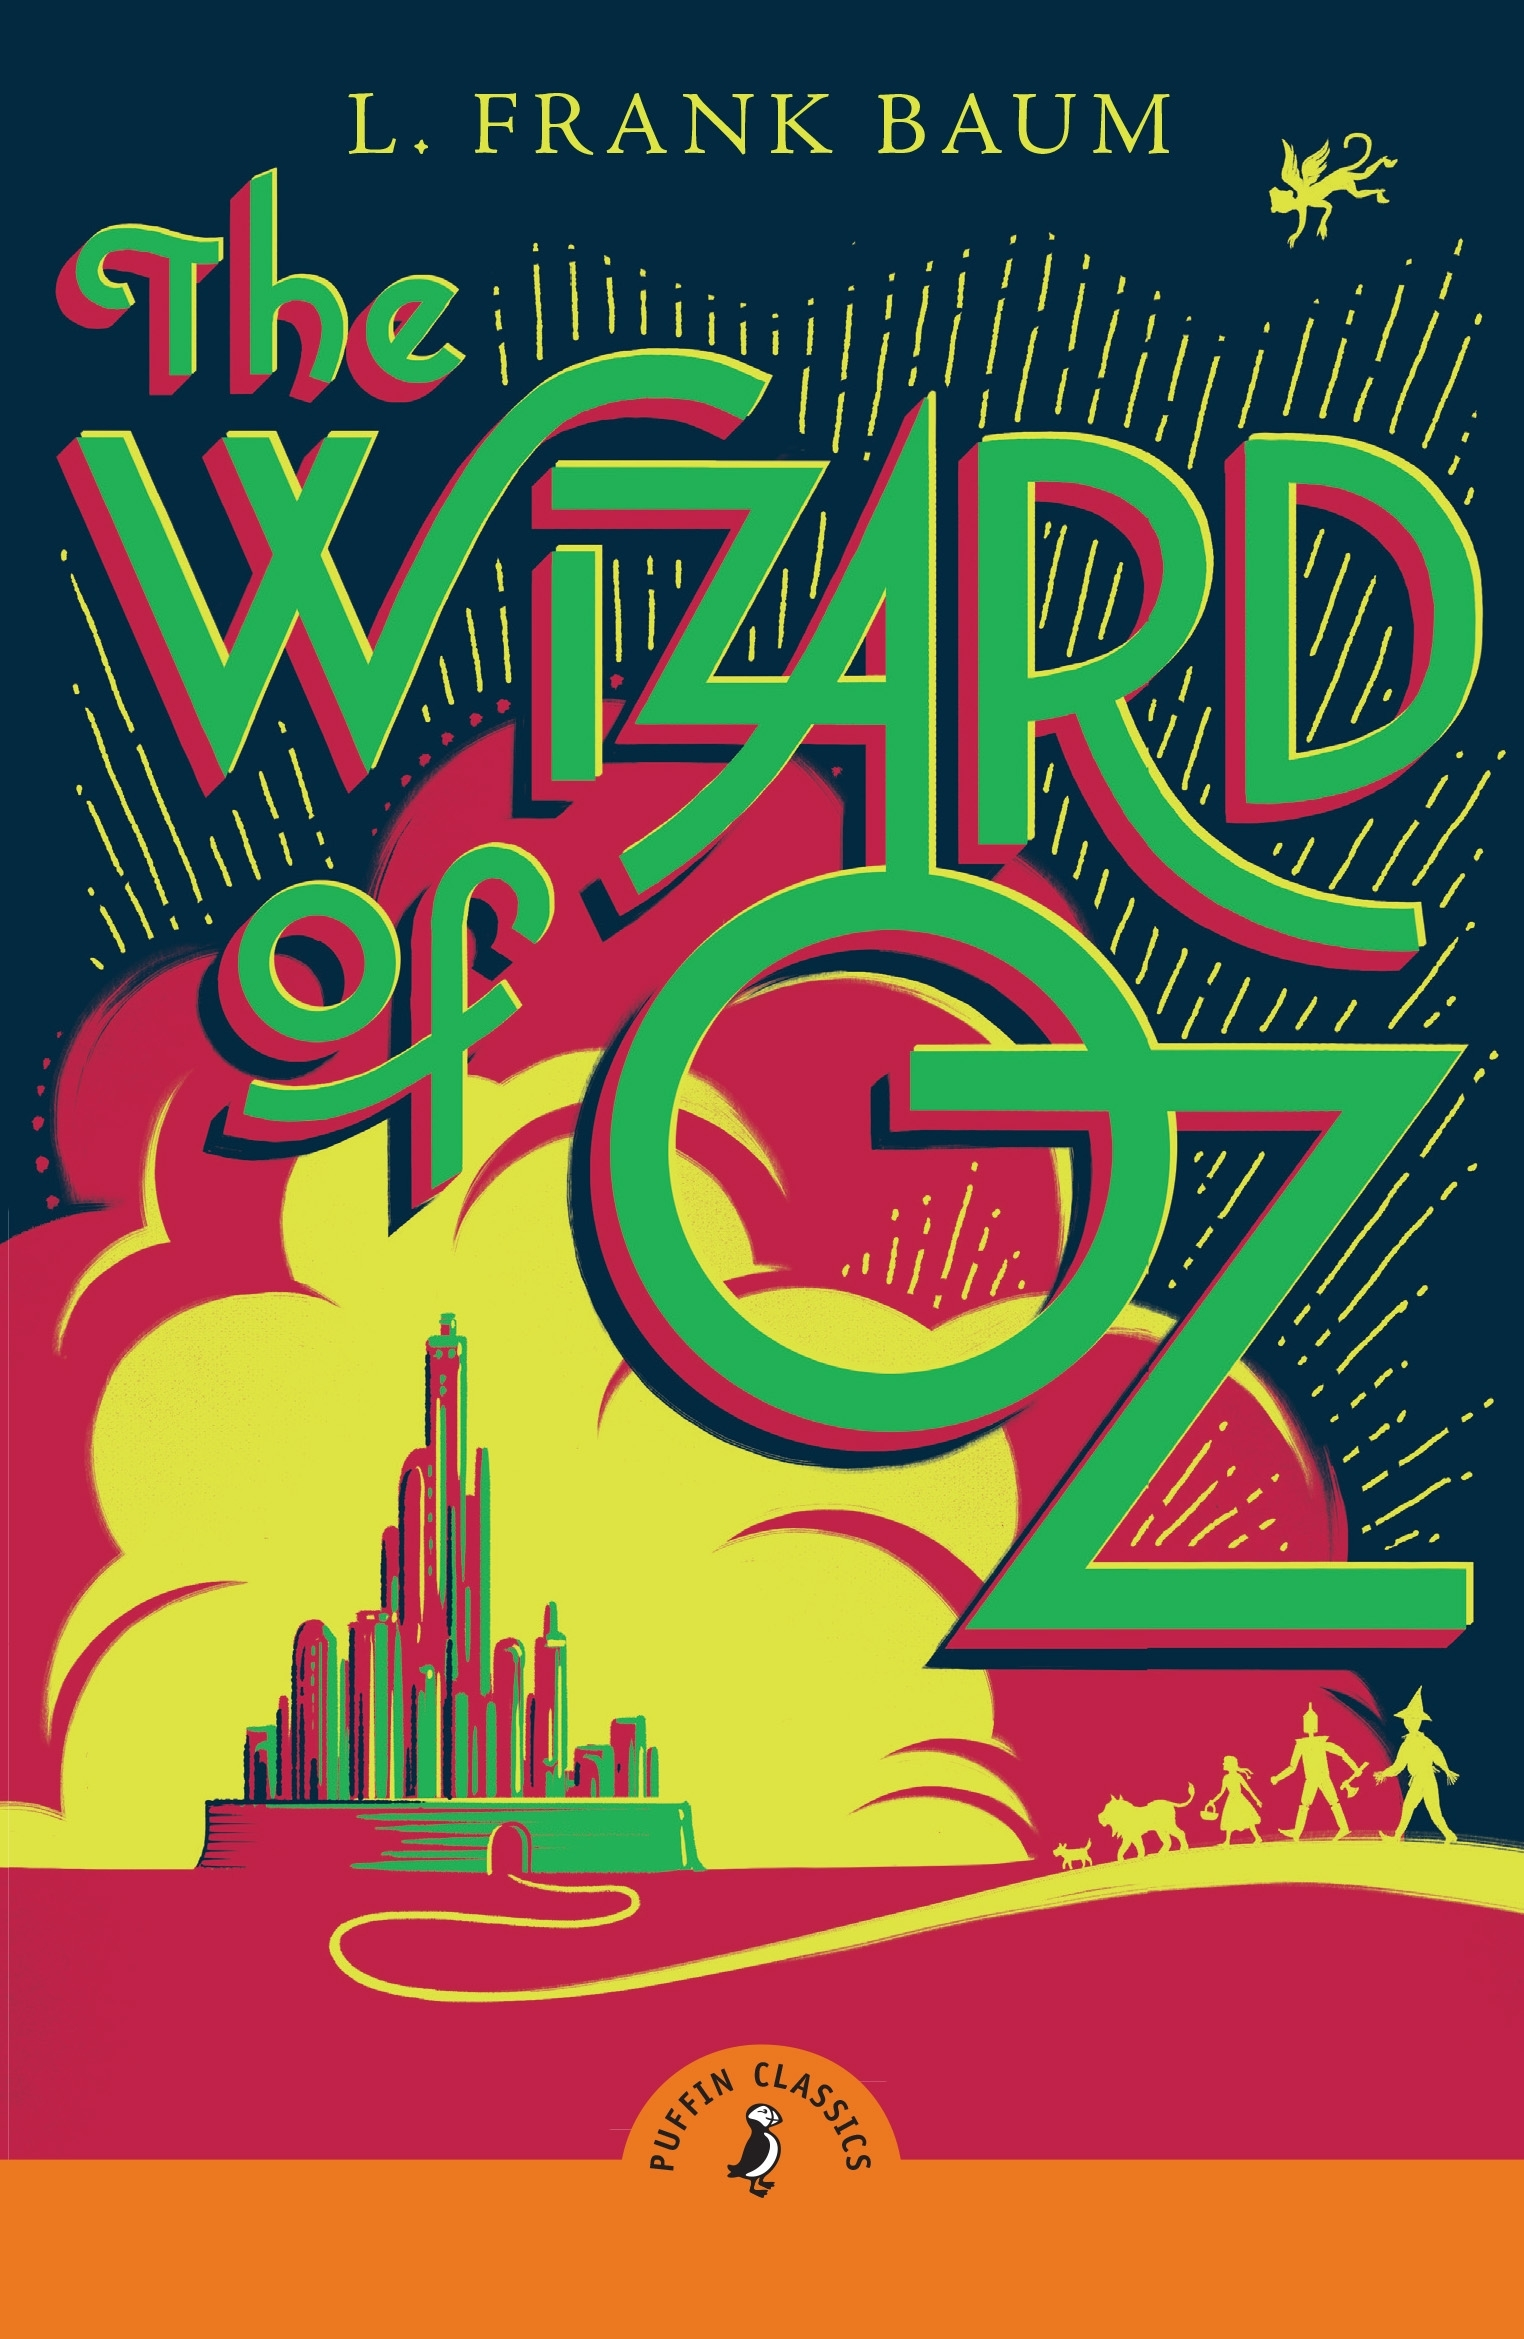 L. FRANK BAUM
The
WiZARD
of OZ
PUFFIN CLASSICS